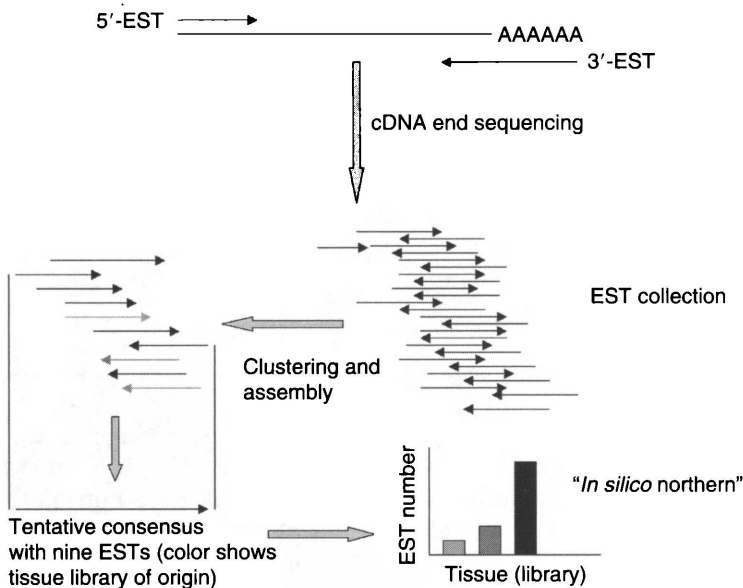 5′-EST
AAAAAA
3′-EST
cDNA end sequencing
EST collection
Clustering and
assembly
"In silico northern"
EST number
Tissue (library)
Tentative consensus
with nine ESTs (color shows
tissue library of origin)